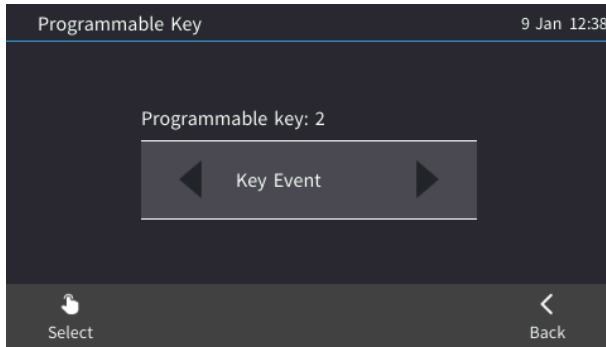 Programmable Key
9 Jan 12:38
Programmable key: 2
Key Event
Select
Back